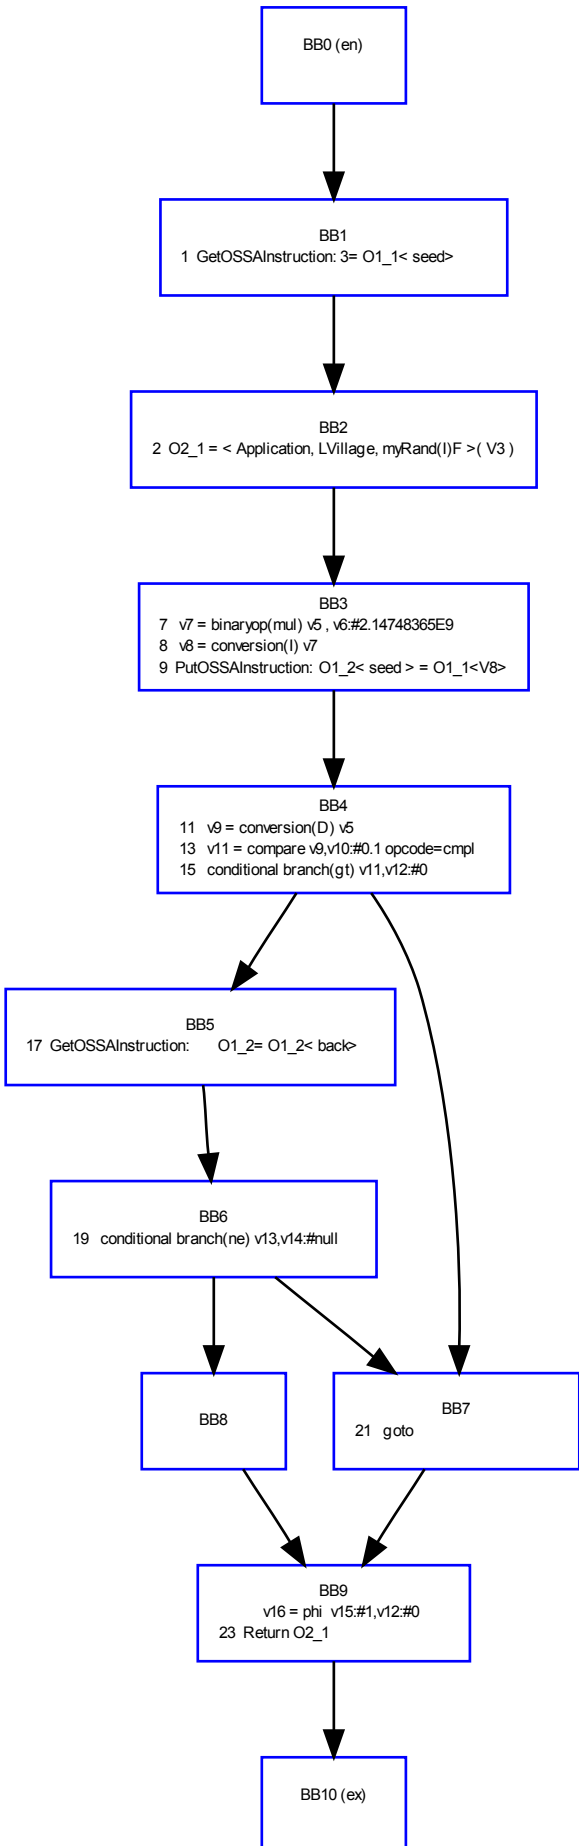 BB0 (en)
BB1
1 GetOSSAInstruction: 3= O1_1< seed>
BB2
2 O2_1 = < Application, LVillage, myRand(I)F >( V3 )
BB3
7 v7 = binaryop(mul) v5 , v6:#2.14748365E9
8 v8 = conversion(I) v7
9 PutOSSAInstruction: O1_2< seed > = O1_1<V8>
BB4
11 v9 = conversion(D) v5
13 v11 = compare v9,v10:#0.1 opcode=cmpl
15 conditional branch(gt) v11,v12:#0
BB5
17 GetOSSAInstruction: O1_2= O1_2< back>
BB6
19 conditional branch(ne) v13,v14:#null
BB8
BB7
21 goto
BB9
v16 = phi v15:#1,v12:#0
23 Return O2_1
BB10 (ex)